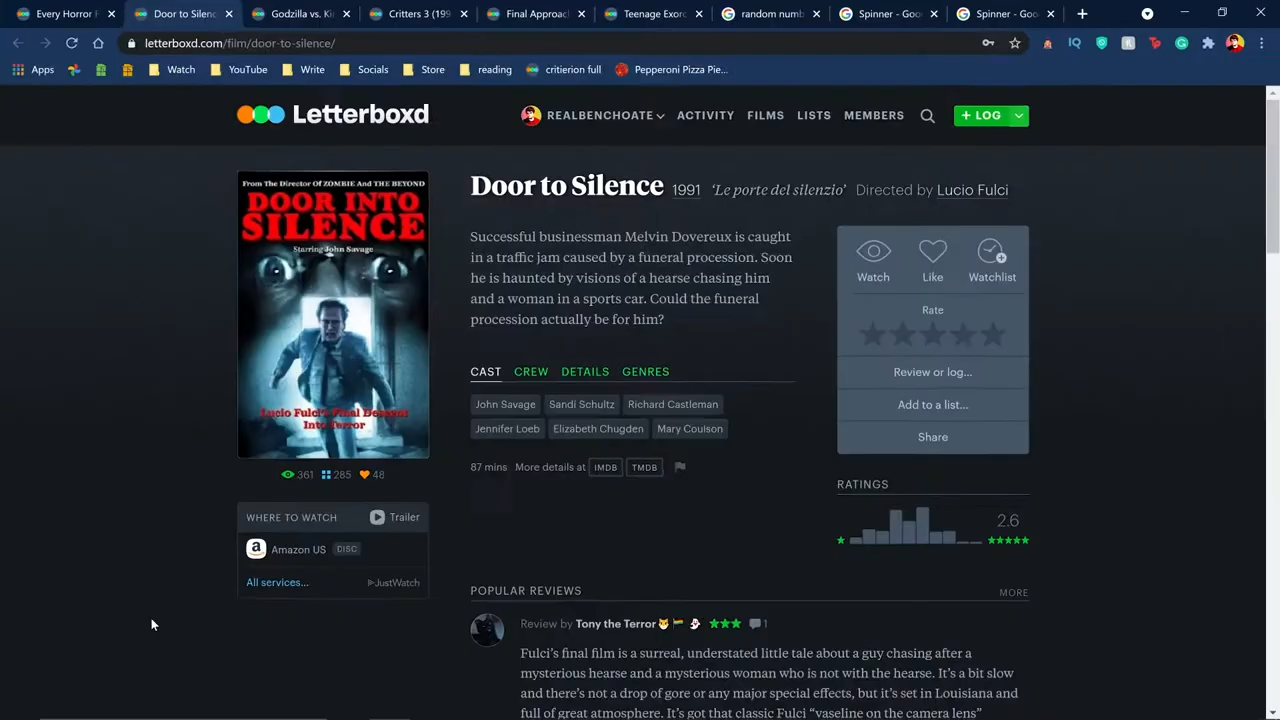 Every Horror F
Door to Silenc
Godzilla vs. Ki
Critters 3 (199
Final Approach
Teenage Exorc
random numb
Spinner - Goo
Spinner - Goo
letterboxd.com/film/door-to-silence/
Apps
Watch
YouTube
Write
Socials
Store
reading
critierion full
Pepperoni Pizza Pie...
Letterboxd
REALBENCHOATE
ACTIVITY
FILMS
LISTS
MEMBERS
+ LOG
From The Director Of ZOMBIE And THE BEYOND
DOOR INTO
SILENCE
Starring John Savage
Lucio Fulci's Final Descent
Into Terror
361
285
48
WHERE TO WATCH
Trailer
Amazon US DISC
All services...
JustWatch
Door to Silence 1991 ‘Le porte del silenzio’ Directed by Lucio Fulci
Successful businessman Melvin Dovereux is caught
in a traffic jam caused by a funeral procession. Soon
he is haunted by visions of a hearse chasing him
and a woman in a sports car. Could the funeral
procession actually be for him?
CAST CREW DETAILS GENRES
John Savage Sandi Schultz Richard Castleman
Jennifer Loeb Elizabeth Chugden Mary Coulson
87 mins More details at IMDB TMDB
Watch
Like
Watchlist
Rate
Review or log...
Add to a list...
Share
RATINGS
2.6
POPULAR REVIEWS
MORE
Review by Tony the Terror 1
Fulci’s final film is a surreal, understated little tale about a guy chasing after a
mysterious hearse and a mysterious woman who is not with the hearse. It’s a bit slow
and there’s not a drop of gore or any major special effects, but it’s set in Louisiana and
full of great atmosphere. It’s got that classic Fulci “vaseline on the camera lens”